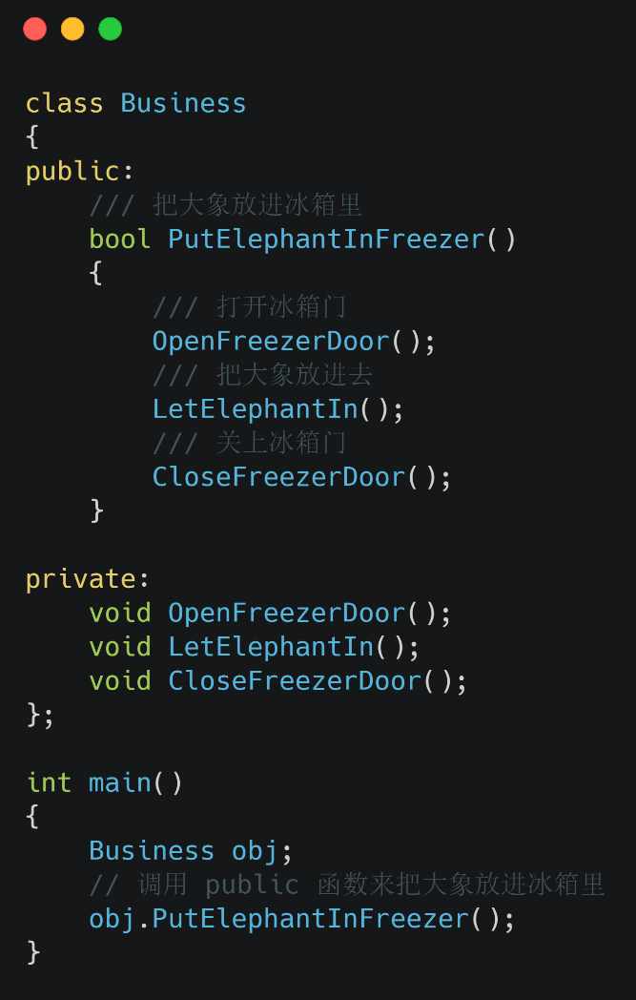 class Business
{
public:
    /// 把大象放进冰箱里
    bool PutElephantInFreezer()
    {
        /// 打开冰箱门
        OpenFreezerDoor();
        /// 把大象放进去
        LetElephantIn();
        /// 关上冰箱门
        CloseFreezerDoor();
    }

private:
    void OpenFreezerDoor();
    void LetElephantIn();
    void CloseFreezerDoor();
};

int main()
{
    Business obj;
    // 调用 public 函数来把大象放进冰箱里
    obj.PutElephantInFreezer();
}